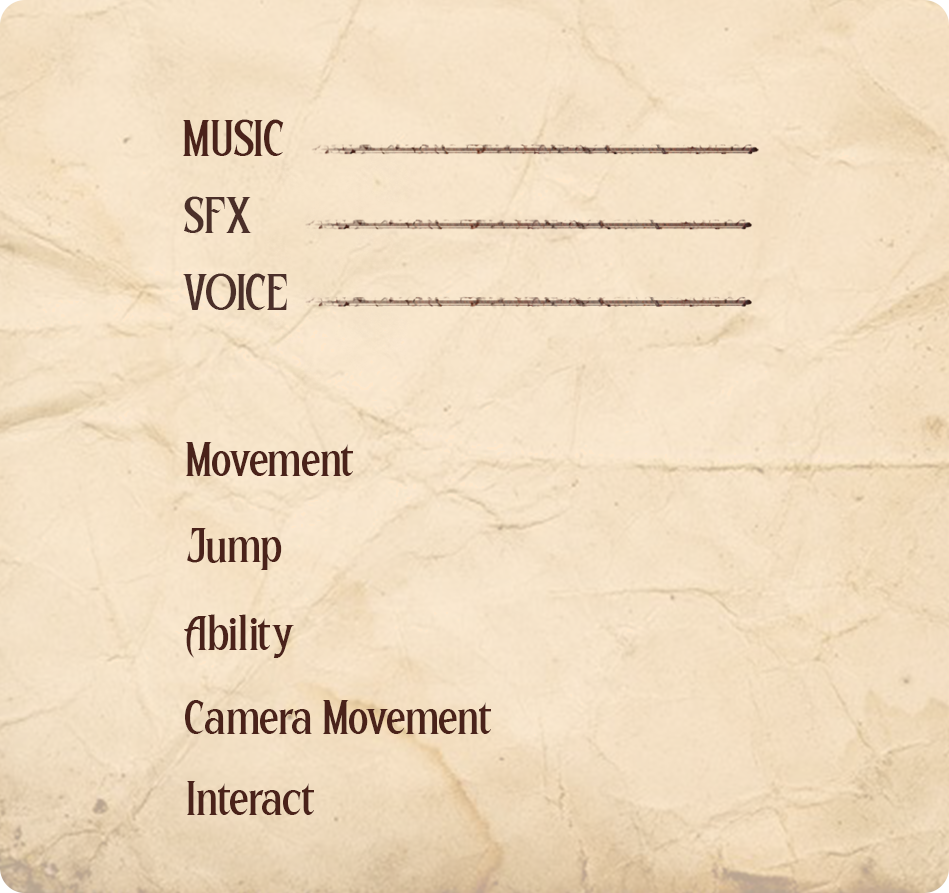 MUSIC
SFX
VOICE
Movement
Jump
Ability
Camera Movement
Interact